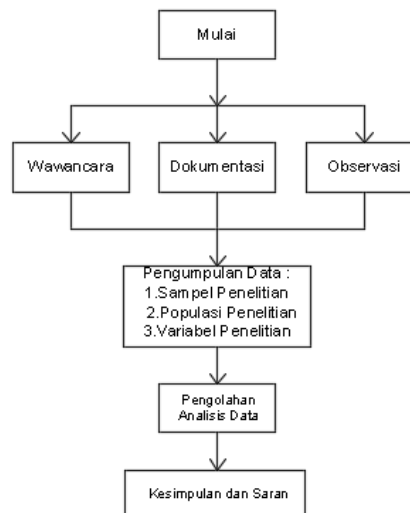 Mulai
Wawancara
Dokumentasi
Observasi
Pengumpulan Data :
1.Sampel Penelitian
2.Populasi Penelitian
3.Variabel Penelitian
Pengolahan
Analisis Data
Kesimpulan dan Saran